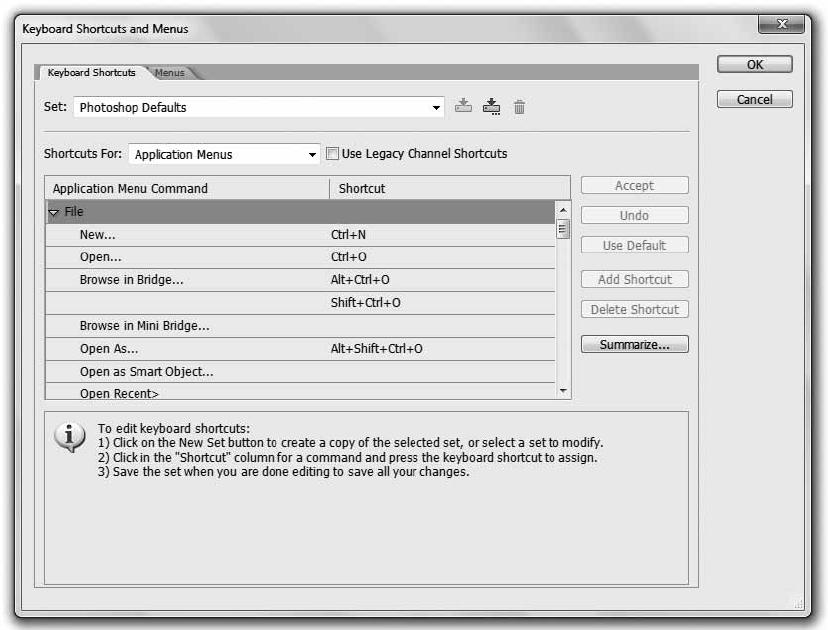 Keyboard Shortcuts and Menus
Keyboard Shortcuts Menus
OK
Set: Photoshop Defaults
Cancel
Shortcuts For: Application Menus Use Legacy Channel Shortcuts
Application Menu Command Shortcut
Accept
File
Undo
New... Ctrl+N
Use Default
Open... Ctrl+O
Browse in Bridge... Alt+Ctrl+O
Add Shortcut
Shift+Ctrl+O
Delete Shortcut
Browse in Mini Bridge...
Open As... Alt+Shift+Ctrl+O
Summarize...
Open as Smart Object...
Open Recent>
To edit keyboard shortcuts:
1) Click on the New Set button to create a copy of the selected set, or select a set to modify.
2) Click in the "Shortcut" column for a command and press the keyboard shortcut to assign.
3) Save the set when you are done editing to save all your changes.